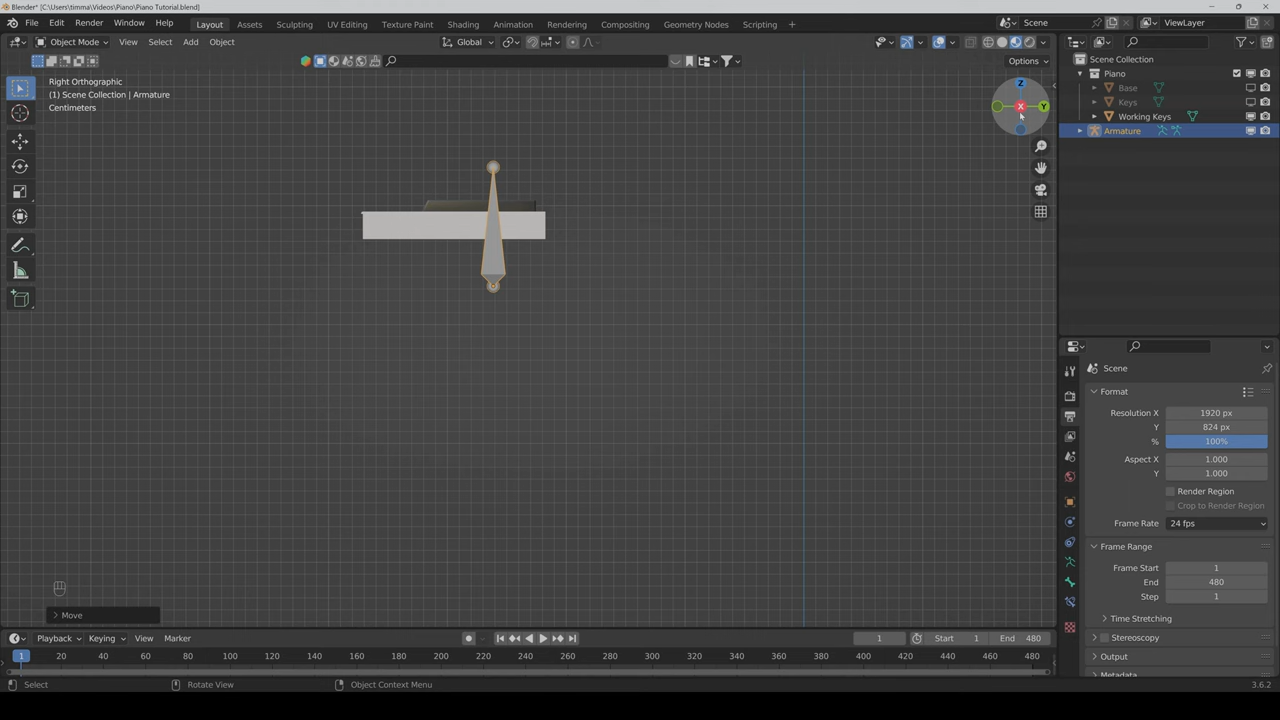 Blender* [C:\Users\timma\Videos\Piano\Piano Tutorial.blend]
File Edit Render Window Help Layout Modeling Sculpting UV Editing Texture Paint Shading Animation Rendering Compositing Geometry Nodes Scripting + Scene ViewLayer
Object Mode View Select Add Object Global
Options
Right Orthographic
(1) Scene Collection | Armature
Centimeters
Z
X Y
Scene Collection
Piano
Base
Keys
Working Keys
Armature
Scene
Format
Resolution X 1920 px
Y 824 px
% 100%
Aspect X 1.000
Y 1.000
Render Region
Crop to Render Region
Frame Rate 24 fps
Frame Range
Frame Start 1
End 480
Step 1
Time Stretching
Stereoscopy
Output
Metadata
Move
Playback Keying View Marker 1 Start 1 End 480
1 20 40 60 80 100 120 140 160 180 200 220 240 260 280 300 320 340 360 380 400 420 440 460 480
Select Rotate View Object Context Menu 3.6.2